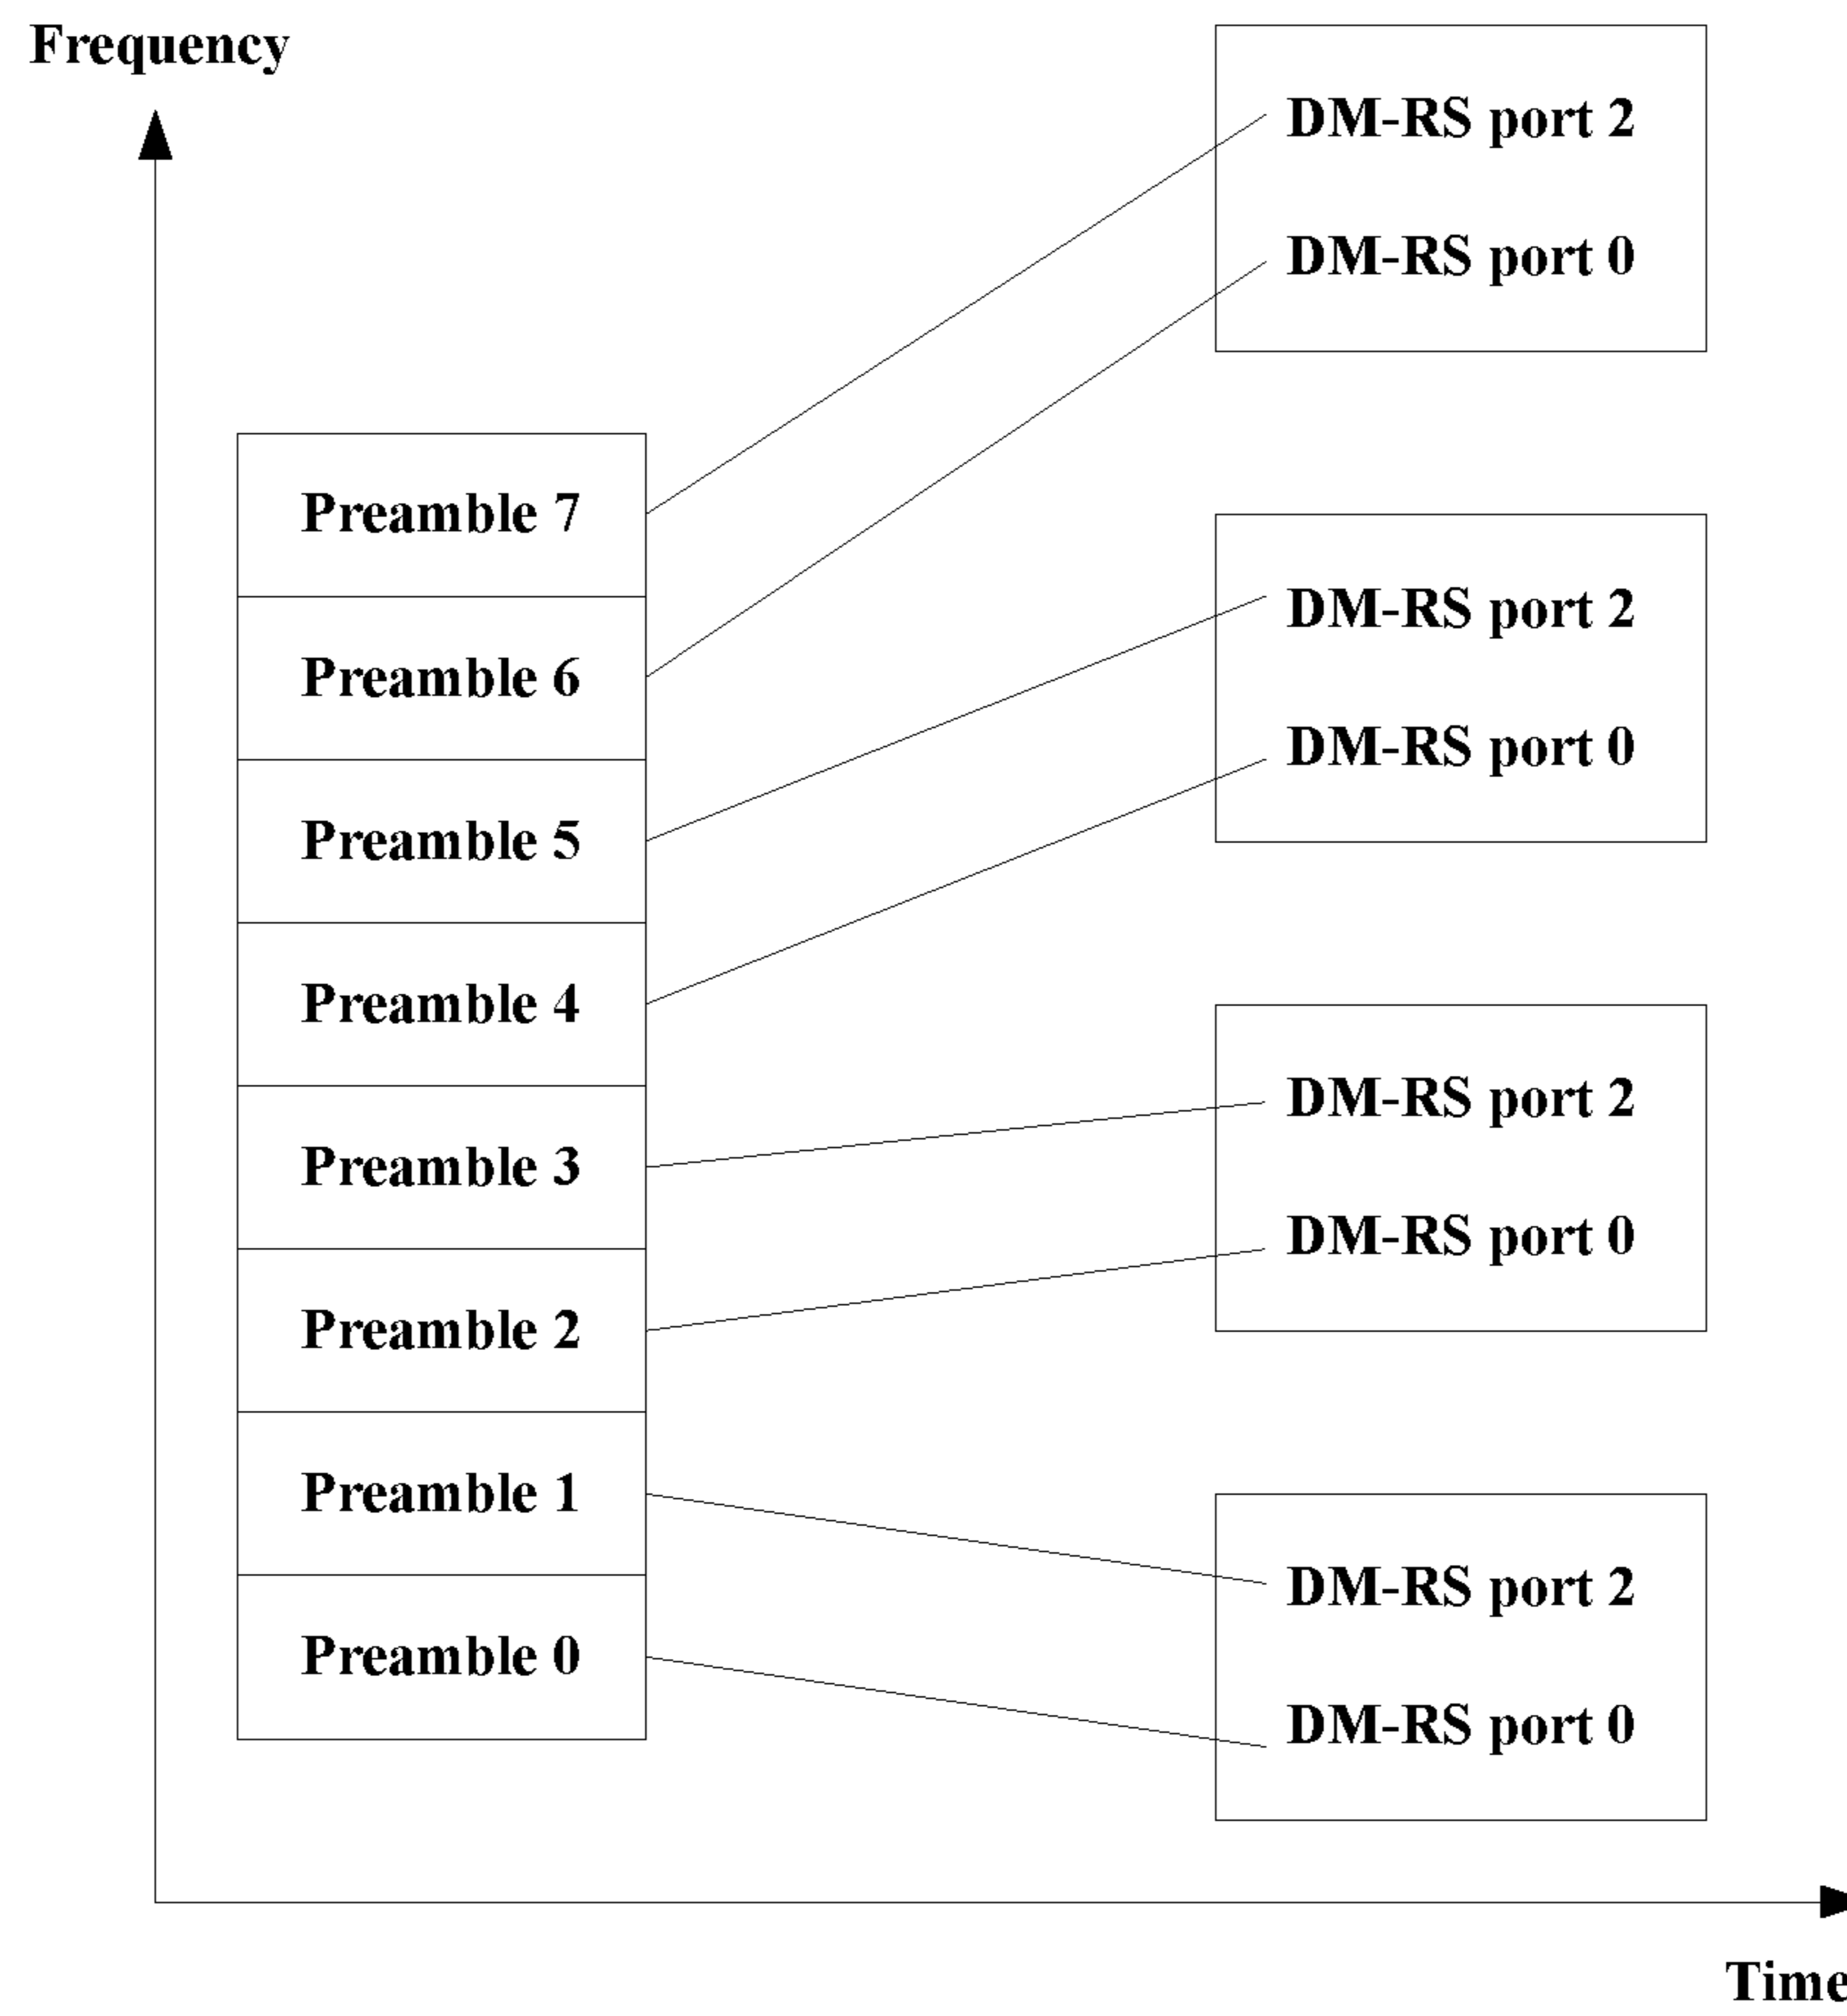 Frequency
DM-RS port 2
DM-RS port 0
Preamble 7
DM-RS port 2
Preamble 6
DM-RS port 0
Preamble 5
Preamble 4
DM-RS port 2
Preamble 3
DM-RS port 0
Preamble 2
Preamble 1
DM-RS port 2
Preamble 0
DM-RS port 0
Time